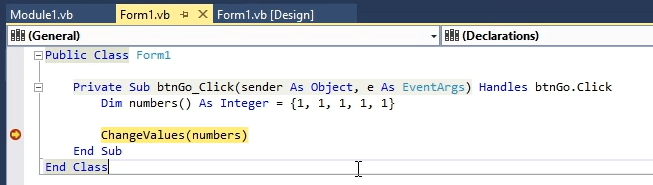 Module1.vb Form1.vb Form1.vb [Design]
(General) (Declarations)
Public Class Form1
Private Sub btnGo_Click(sender As Object, e As EventArgs) Handles btnGo.Click
Dim numbers() As Integer = {1, 1, 1, 1, 1}
ChangeValues(numbers)
End Sub
End Class